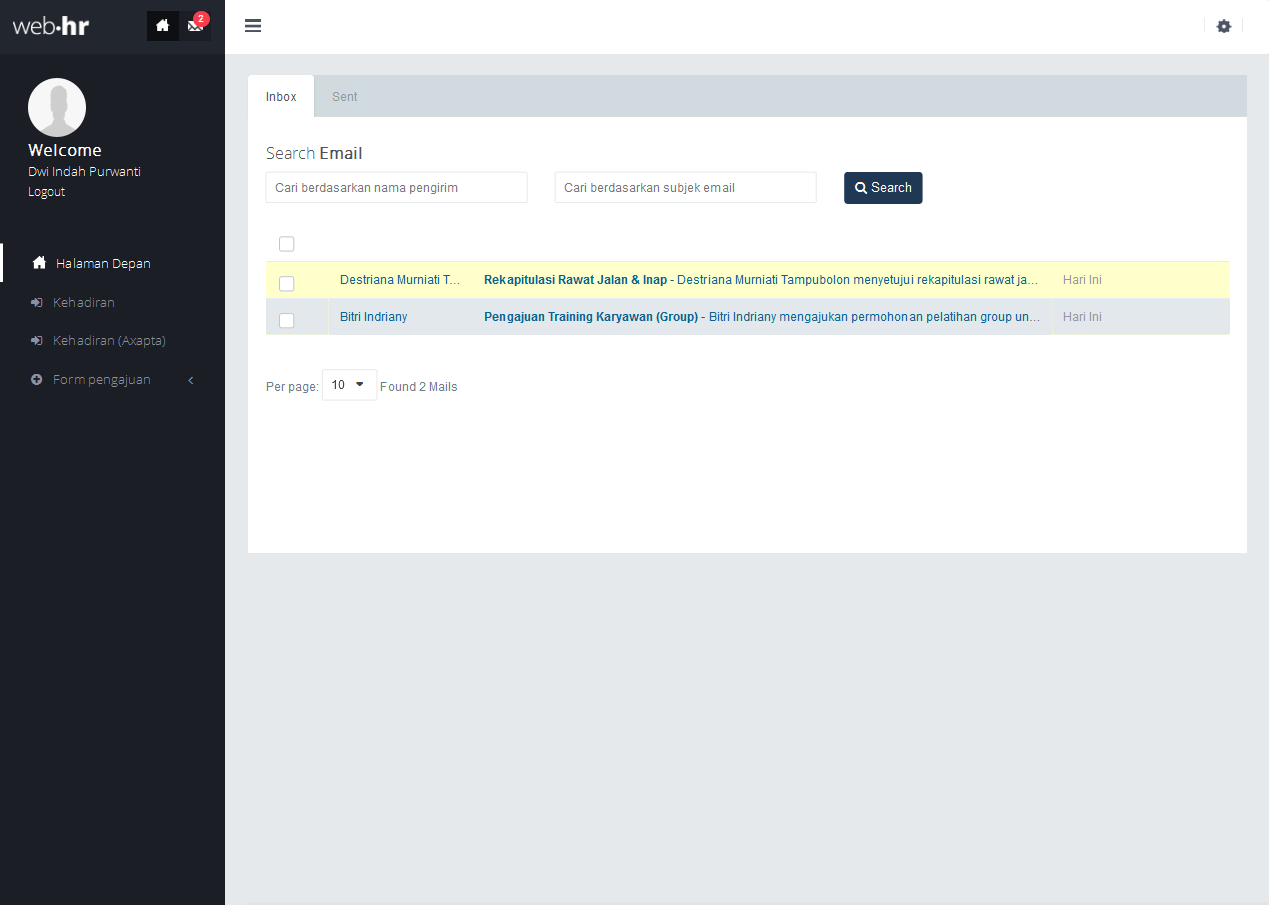 web·hr
2
Welcome
Dwi Indah Purwanti
Logout
Halaman Depan
Kehadiran
Kehadiran (Axapta)
Form pengajuan
Inbox Sent
Search Email
Cari berdasarkan nama pengirim Cari berdasarkan subjek email Search
Destriana Murniati T... Rekapitulasi Rawat Jalan & Inap - Destriana Murniati Tampubolon menyetujui rekapitulasi rawat ja... Hari Ini
Bitri Indriany Pengajuan Training Karyawan (Group) - Bitri Indriany mengajukan permohonan pelatihan group un... Hari Ini
Per page: 10 Found 2 Mails